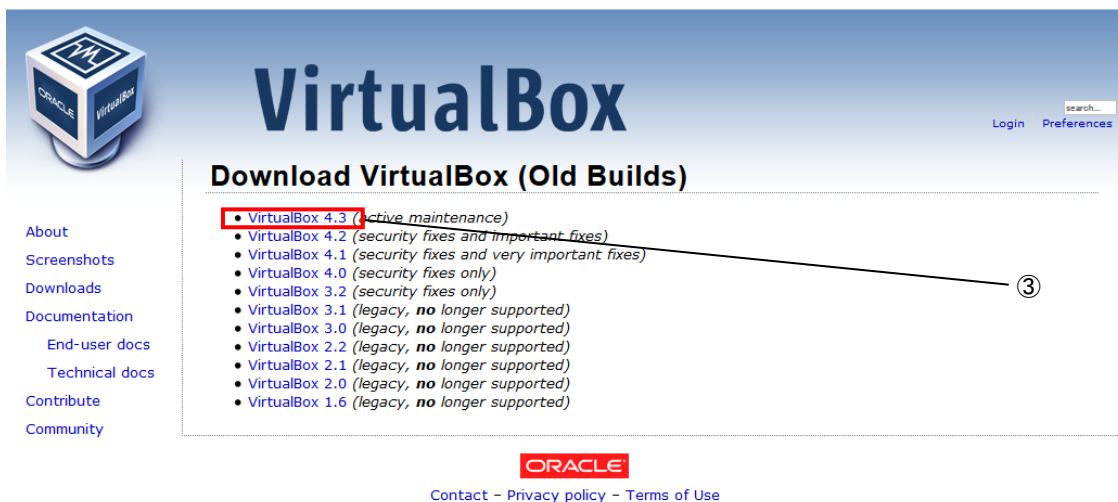 ORACLE
VirtualBox
VirtualBox
search...
Login Preferences
Download VirtualBox (Old Builds)
About
Screenshots
Downloads
Documentation
End-user docs
Technical docs
Contribute
Community
• VirtualBox 4.3 (active maintenance)
• VirtualBox 4.2 (security fixes and important fixes)
• VirtualBox 4.1 (security fixes and very important fixes)
• VirtualBox 4.0 (security fixes only)
• VirtualBox 3.2 (security fixes only)
• VirtualBox 3.1 (legacy, no longer supported)
• VirtualBox 3.0 (legacy, no longer supported)
• VirtualBox 2.2 (legacy, no longer supported)
• VirtualBox 2.1 (legacy, no longer supported)
• VirtualBox 2.0 (legacy, no longer supported)
• VirtualBox 1.6 (legacy, no longer supported)
③
ORACLE
Contact – Privacy policy – Terms of Use